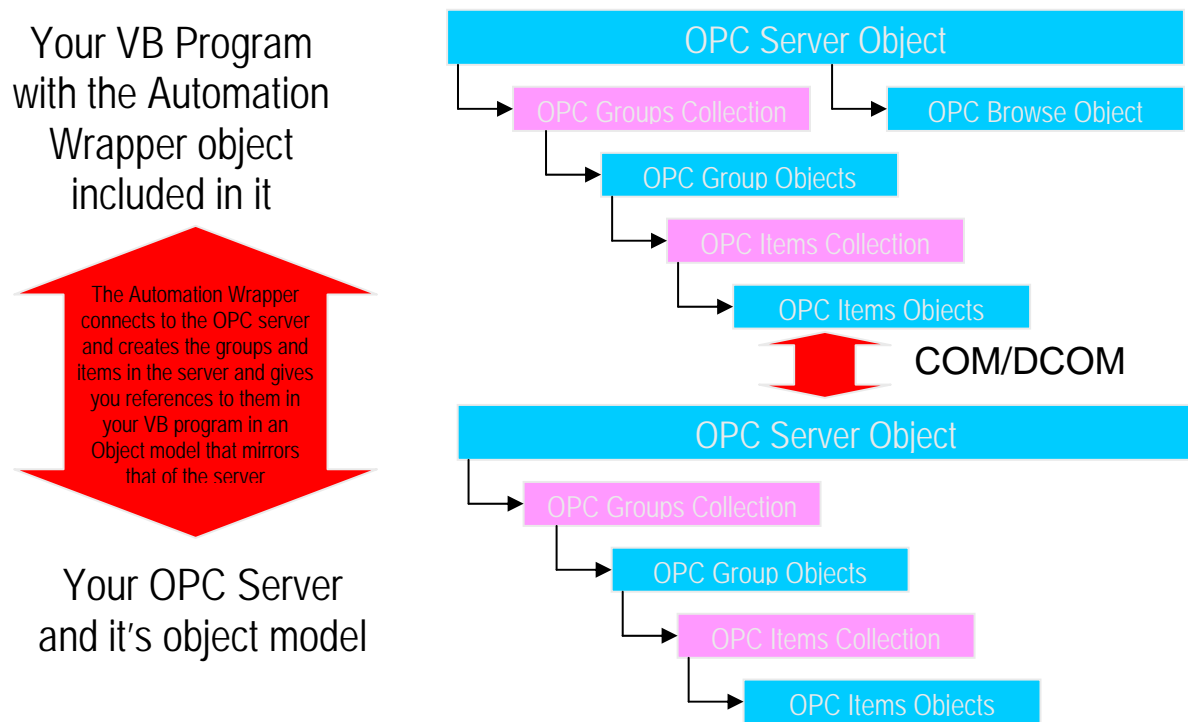 Your VB Program
with the Automation
Wrapper object
included in it
The Automation Wrapper
connects to the OPC server
and creates the groups and
items in the server and gives
you references to them in
your VB program in an
Object model that mirrors
that of the server
Your OPC Server
and it's object model
OPC Server Object
OPC Groups Collection
OPC Browse Object
OPC Group Objects
OPC Items Collection
OPC Items Objects
COM/DCOM
OPC Server Object
OPC Groups Collection
OPC Group Objects
OPC Items Collection
OPC Items Objects